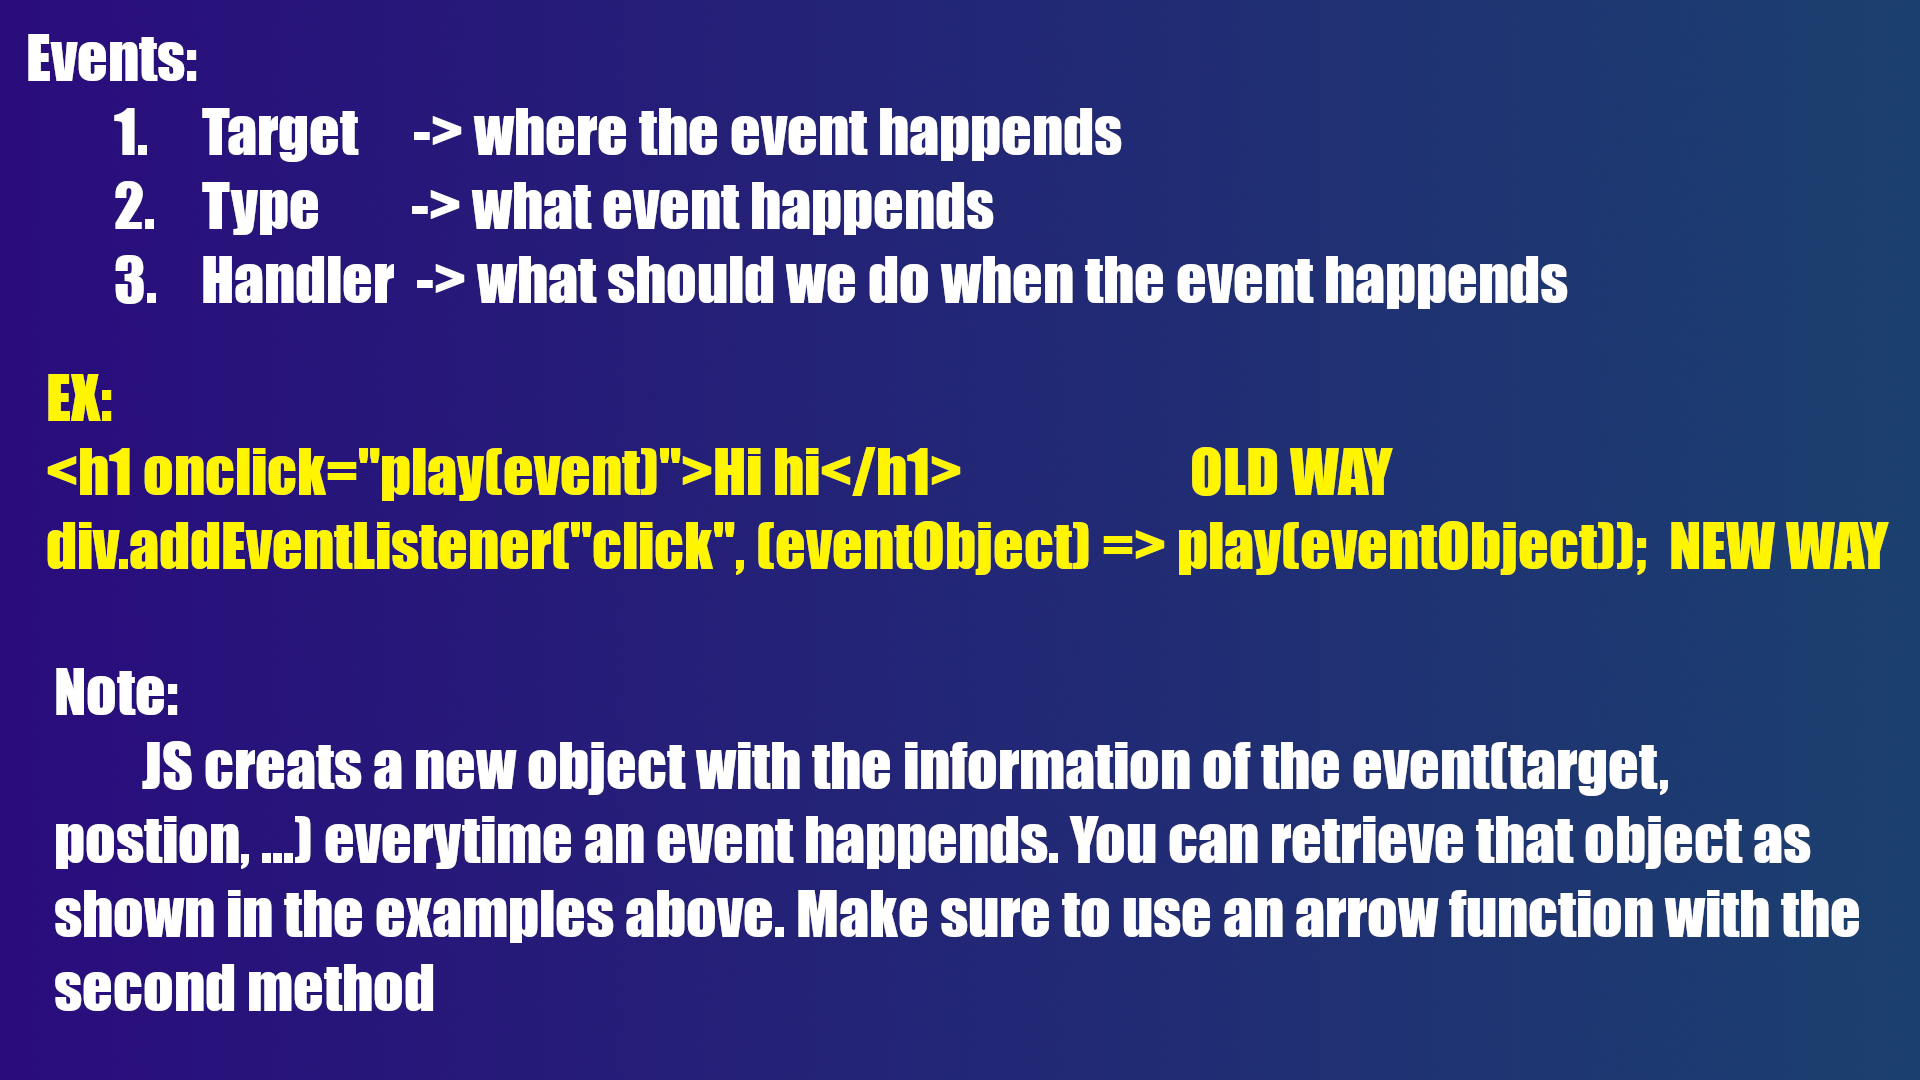 Events:
1. Target -> where the event happends
2. Type -> what event happends
3. Handler -> what should we do when the event happends
EX:
<h1 onclick="play(event)">Hi hi</h1> OLD WAY
div.addEventListener("click", (eventObject) => play(eventObject)); NEW WAY
Note:
JS creats a new object with the information of the event(target,
postion, ...) everytime an event happends. You can retrieve that object as
shown in the examples above. Make sure to use an arrow function with the
second method